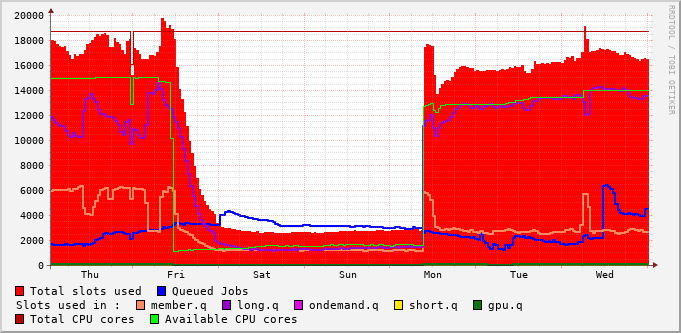 20000
18000
16000
14000
12000
10000
8000
6000
4000
2000
0
Thu Fri Sat Sun Mon Tue Wed
RRDTOOL / TOBI OETIKER
Total slots used Queued Jobs
Slots used in : member.q long.q ondemand.q short.q gpu.q
Total CPU cores Available CPU cores